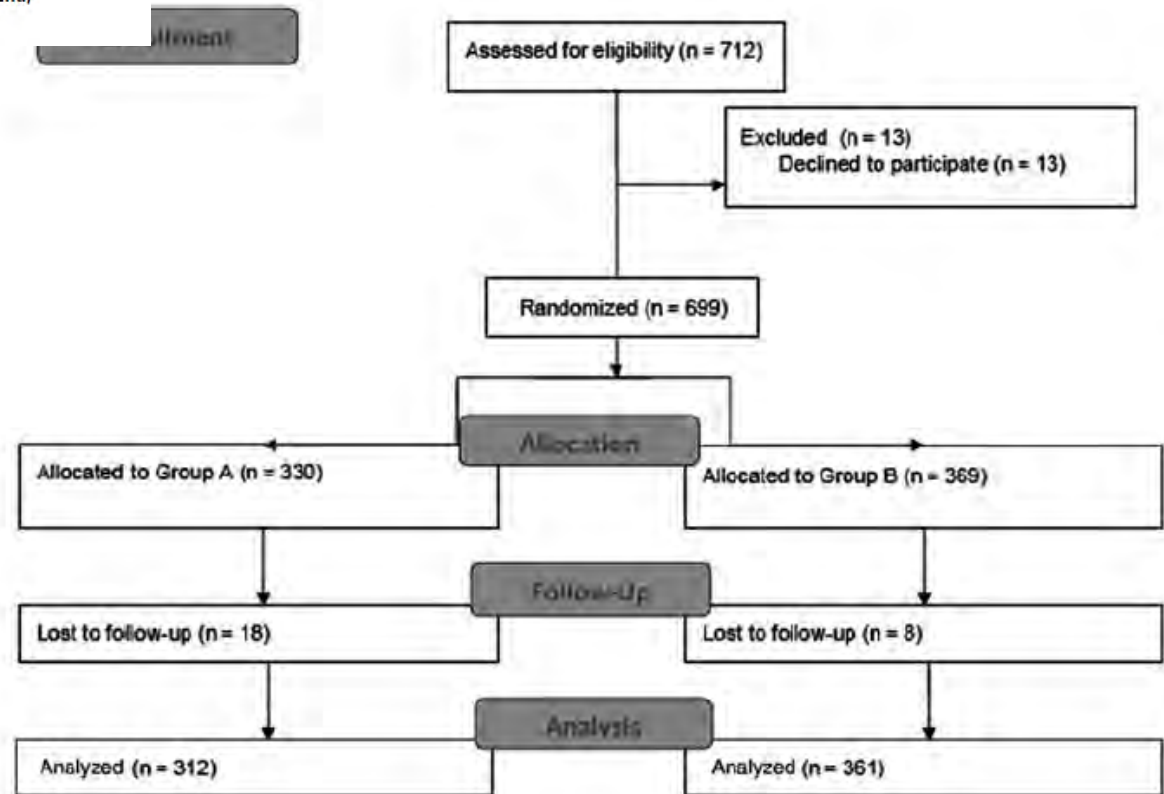 Assessed for eligibility (n = 712)
Excluded (n = 13)
Declined to participate (n = 13)
Randomized (n = 699)
Allocation
Allocated to Group A (n = 330)
Allocated to Group B (n = 369)
Follow-Up
Lost to follow-up (n = 18)
Lost to follow-up (n = 8)
Analysis
Analyzed (n = 312)
Analyzed (n = 361)